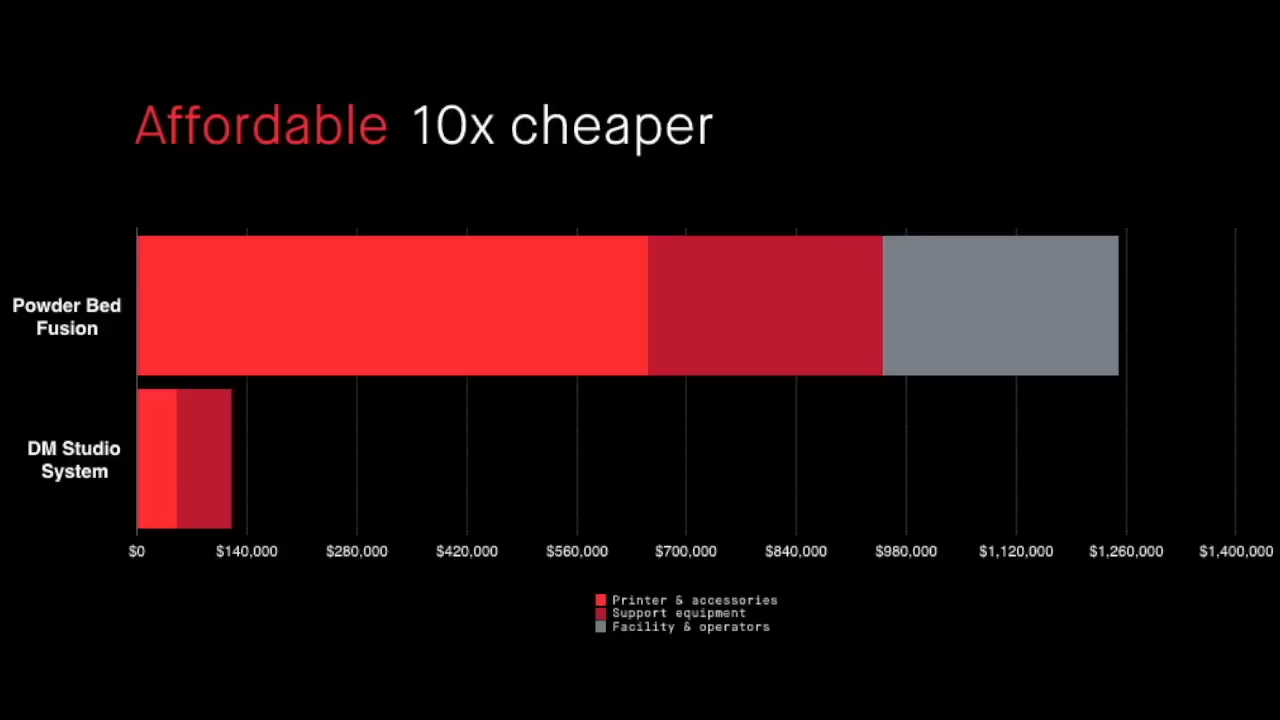 Affordable 10x cheaper
Powder Bed
Fusion
DM Studio
System
$0 $140,000 $280,000 $420,000 $560,000 $700,000 $840,000 $980,000 $1,120,000 $1,260,000 $1,400,000
Printer & accessories
Support equipment
Facility & operators